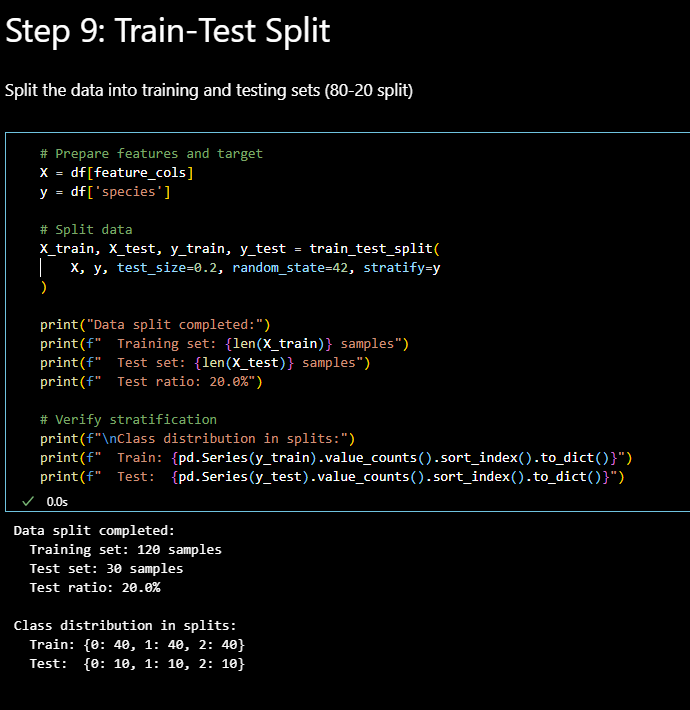 Step 9: Train-Test Split
Split the data into training and testing sets (80-20 split)
# Prepare features and target
X = df[feature_cols]
y = df['species']
# Split data
X_train, X_test, y_train, y_test = train_test_split(
    X, y, test_size=0.2, random_state=42, stratify=y
)
print("Data split completed:")
print(f"  Training set: {len(X_train)} samples")
print(f"  Test set: {len(X_test)} samples")
print(f"  Test ratio: 20.0%")
# Verify stratification
print(f"\nClass distribution in splits:")
print(f"  Train: {pd.Series(y_train).value_counts().sort_index().to_dict()}")
print(f"  Test:  {pd.Series(y_test).value_counts().sort_index().to_dict()}")
✓ 0.0s
Data split completed:
  Training set: 120 samples
  Test set: 30 samples
  Test ratio: 20.0%
Class distribution in splits:
  Train: {0: 40, 1: 40, 2: 40}
  Test:  {0: 10, 1: 10, 2: 10}